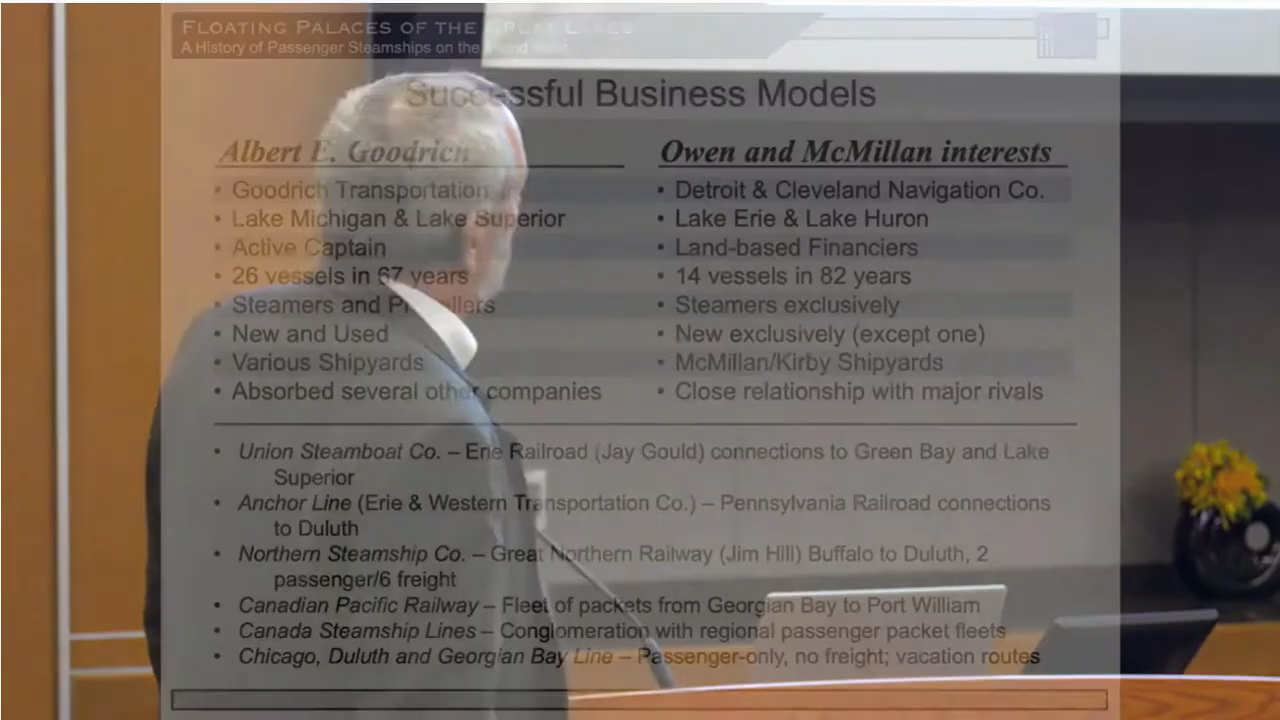 FLOATING PALACES OF THE GREAT LAKES
A History of Passenger Steamships on the
Successful Business Models
Albert E. Goodrich
• Goodrich Transportation
• Lake Michigan & Lake Superior
• Active Captain
• 26 vessels in 67 years
• Steamers and Propellers
• New and Used
• Various Shipyards
• Absorbed several other companies
Owen and McMillan interests
• Detroit & Cleveland Navigation Co.
• Lake Erie & Lake Huron
• Land-based Financiers
• 14 vessels in 82 years
• Steamers exclusively
• New exclusively (except one)
• McMillan/Kirby Shipyards
• Close relationship with major rivals
• Union Steamboat Co. – Erie Railroad (Jay Gould) connections to Green Bay and Lake
Superior
• Anchor Line (Erie & Western Transportation Co.) – Pennsylvania Railroad connections
to Duluth
• Northern Steamship Co. – Great Northern Railway (Jim Hill) Buffalo to Duluth, 2
passenger/6 freight
• Canadian Pacific Railway – Fleet of packets from Georgian Bay to Port William
• Canada Steamship Lines – Conglomeration with regional passenger packet fleets
• Chicago, Duluth and Georgian Bay Line – Passenger-only, no freight; vacation routes